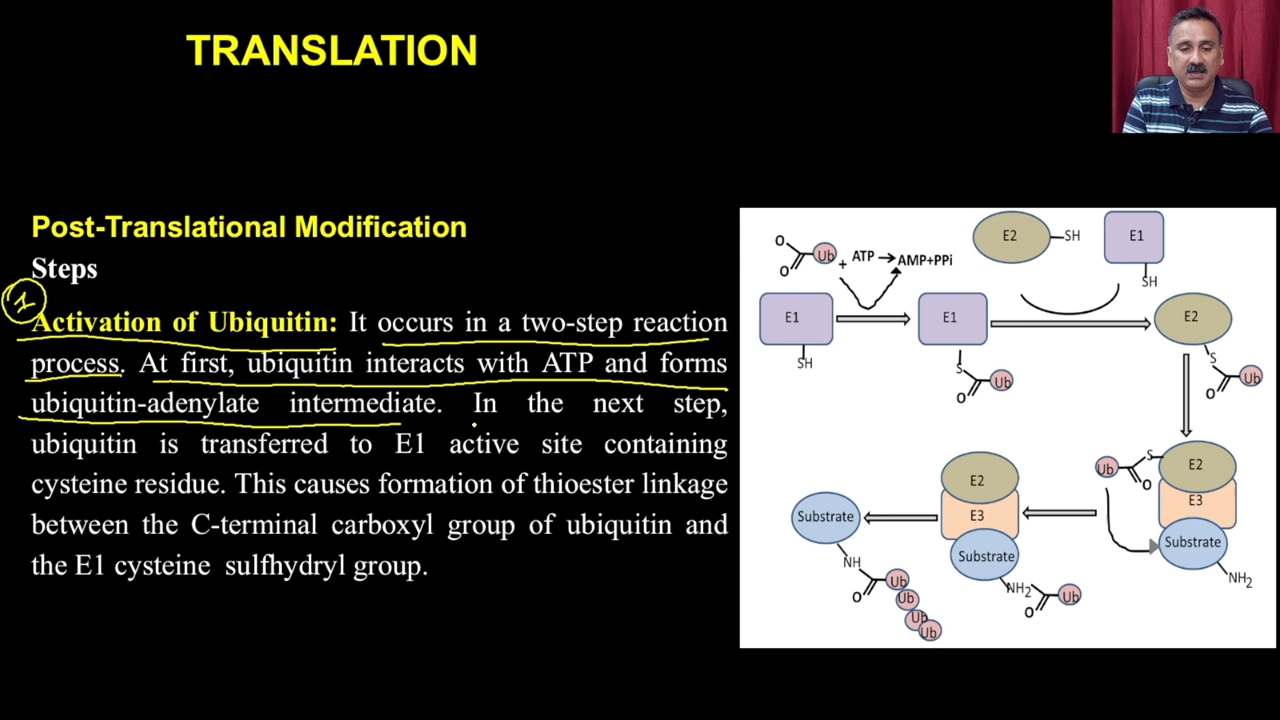 TRANSLATION
Post-Translational Modification
Steps
1
Activation of Ubiquitin: It occurs in a two-step reaction
process. At first, ubiquitin interacts with ATP and forms
ubiquitin-adenylate intermediate. In the next step,
ubiquitin is transferred to E1 active site containing
cysteine residue. This causes formation of thioester linkage
between the C-terminal carboxyl group of ubiquitin and
the E1 cysteine sulfhydryl group.
O
O
Ub
+
ATP
AMP+PPi
E2
SH
E1
SH
E1
SH
E1
S
O
Ub
E2
S
O
Ub
Ub
S
O
E2
E3
Substrate
NH2
E2
E3
Substrate
NH2
O
Ub
Substrate
NH
O
Ub
Ub
Ub
Ub